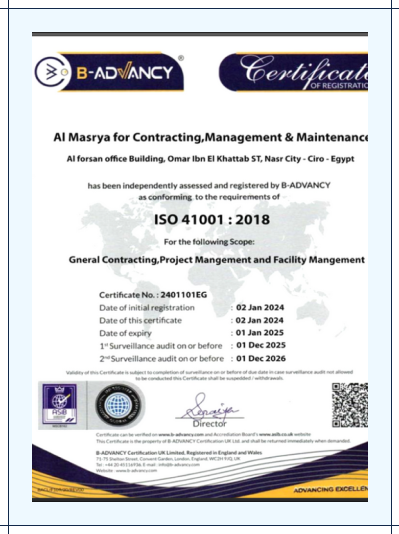 B-ADVANCY
®
Certificate
OF REGISTRATI
Al Masrya for Contracting,Management & Maintenance
Al forsan office Building, Omar Ibn El Khattab ST, Nasr City - Ciro - Egypt
has been independently assessed and registered by B-ADVANCY
as conforming to the requirements of
ISO 41001 : 2018
For the following Scope:
Gneral Contracting,Project Mangement and Facility Mangement
Certificate No. : 2401101EG
Date of initial registration : 02 Jan 2024
Date of this certificate : 02 Jan 2024
Date of expiry : 01 Jan 2025
1st Surveillance audit on or before : 01 Dec 2025
2nd Surveillance audit on or before : 01 Dec 2026
Validity of this Certificate is subject to completion of surveillance on or before of due date in case surveillance audit not allowed
to be conducted this Certificate shall be suspended / withdrawals.
ASIB
Director
Certificate can be verified on www.b-advancy.com and Accreditation Board's www.asib.co.uk website
This Certificate is the property of B-ADVANCY Certification UK Ltd. and shall be returned immediately when demanded.
B-ADVANCY Certification UK Limited, Registered in England and Wales
71-75 Shelton Street, Convent Garden, London, England, WC2H 9JQ, UK
Tel : +44 20 45116936, E-mail : info@b-advancy.com
Website : www.b-advancy.com
ADVANCING EXCELLEN